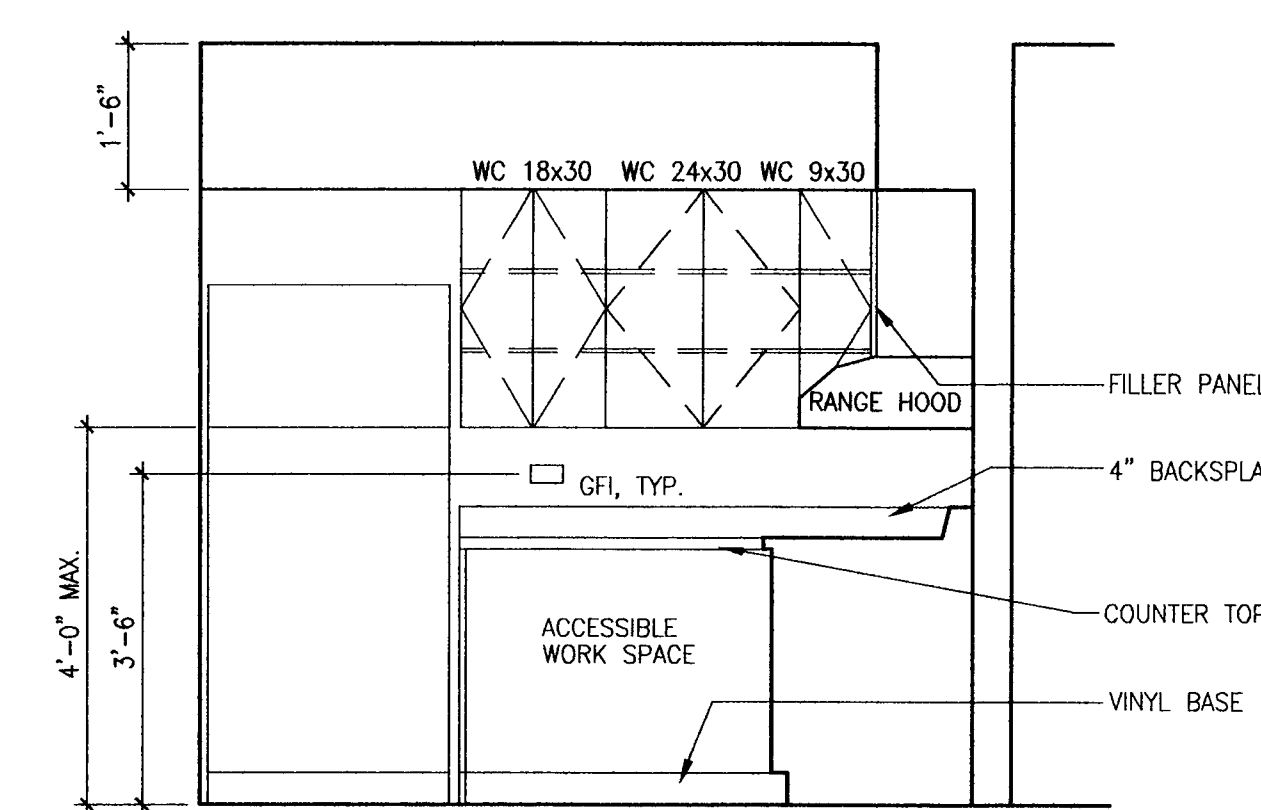 1'-6"
WC 18x30 WC 24x30 WC 9x30
FILLER PANEL
RANGE HOOD
4" BACKSPLA
GFI, TYP.
4'-0" MAX.
3'-6"
COUNTER TOP
ACCESSIBLE
WORK SPACE
VINYL BASE